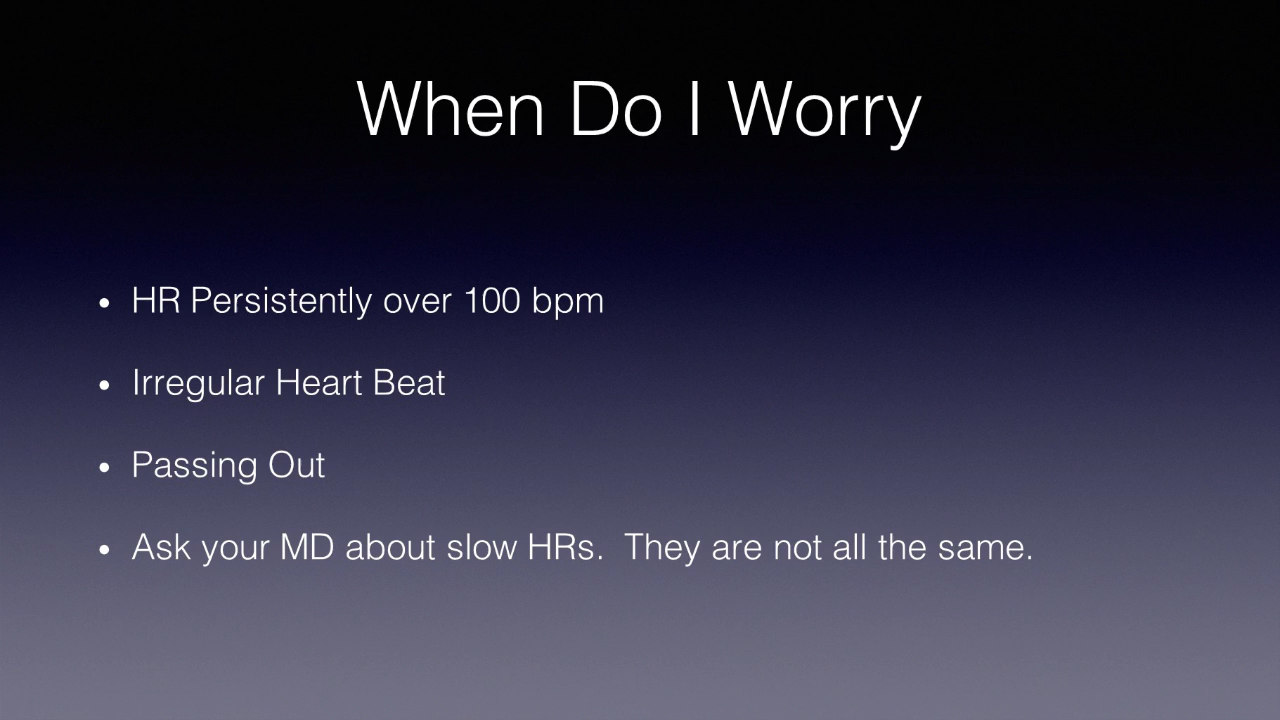 When Do I Worry
• HR Persistently over 100 bpm
• Irregular Heart Beat
• Passing Out
• Ask your MD about slow HRs.  They are not all the same.